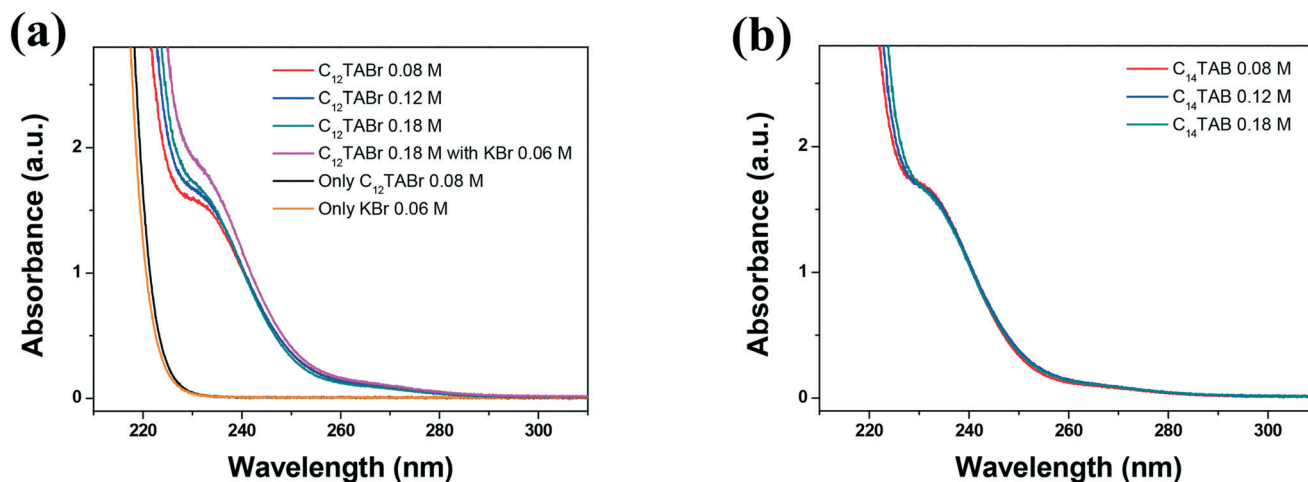 (a)
C₁₂TABr 0.08 M
C₁₂TABr 0.12 M
C₁₂TABr 0.18 M
C₁₂TABr 0.18 M with KBr 0.06 M
Only C₁₂TABr 0.08 M
Only KBr 0.06 M
Absorbance (a.u.)
2
1
0
220 240 260 280 300
Wavelength (nm)
(b)
C₁₄TAB 0.08 M
C₁₄TAB 0.12 M
C₁₄TAB 0.18 M
Absorbance (a.u.)
2
1
0
220 240 260 280 300
Wavelength (nm)